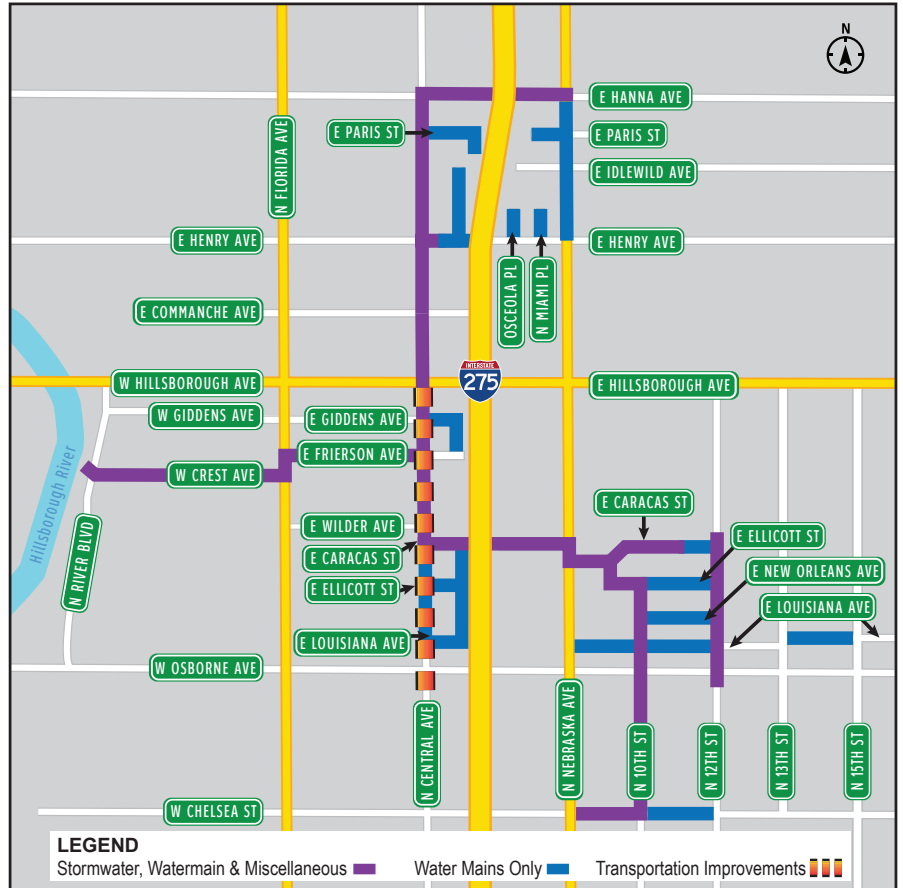 N
E HANNA AVE
E PARIS ST
E PARIS ST
N FLORIDA AVE
E IDLEWILD AVE
E HENRY AVE
E HENRY AVE
OSCEOLA PL
N MIAMI PL
E COMMANCHE AVE
W HILLSBOROUGH AVE
INTERSTATE
275
E HILLSBOROUGH AVE
W GIDDENS AVE
E GIDDENS AVE
E FRIERSON AVE
Hillsborough River
W CREST AVE
E CARACAS ST
E WILDER AVE
E ELLICOTT ST
E CARACAS ST
E NEW ORLEANS AVE
N RIVER BLVD
E ELLICOTT ST
E LOUISIANA AVE
E LOUISIANA AVE
W OSBORNE AVE
N CENTRAL AVE
N NEBRASKA AVE
N 10TH ST
N 12TH ST
N 13TH ST
N 15TH ST
W CHELSEA ST
LEGEND
Stormwater, Watermain & Miscellaneous
Water Mains Only
Transportation Improvements